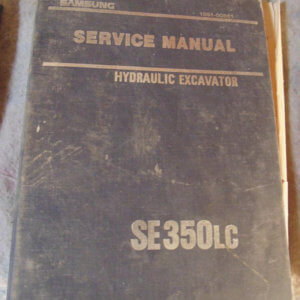 SAMSUNG
SERVICE MANUAL
HYDRAULIC EXCAVATOR
SE350LC